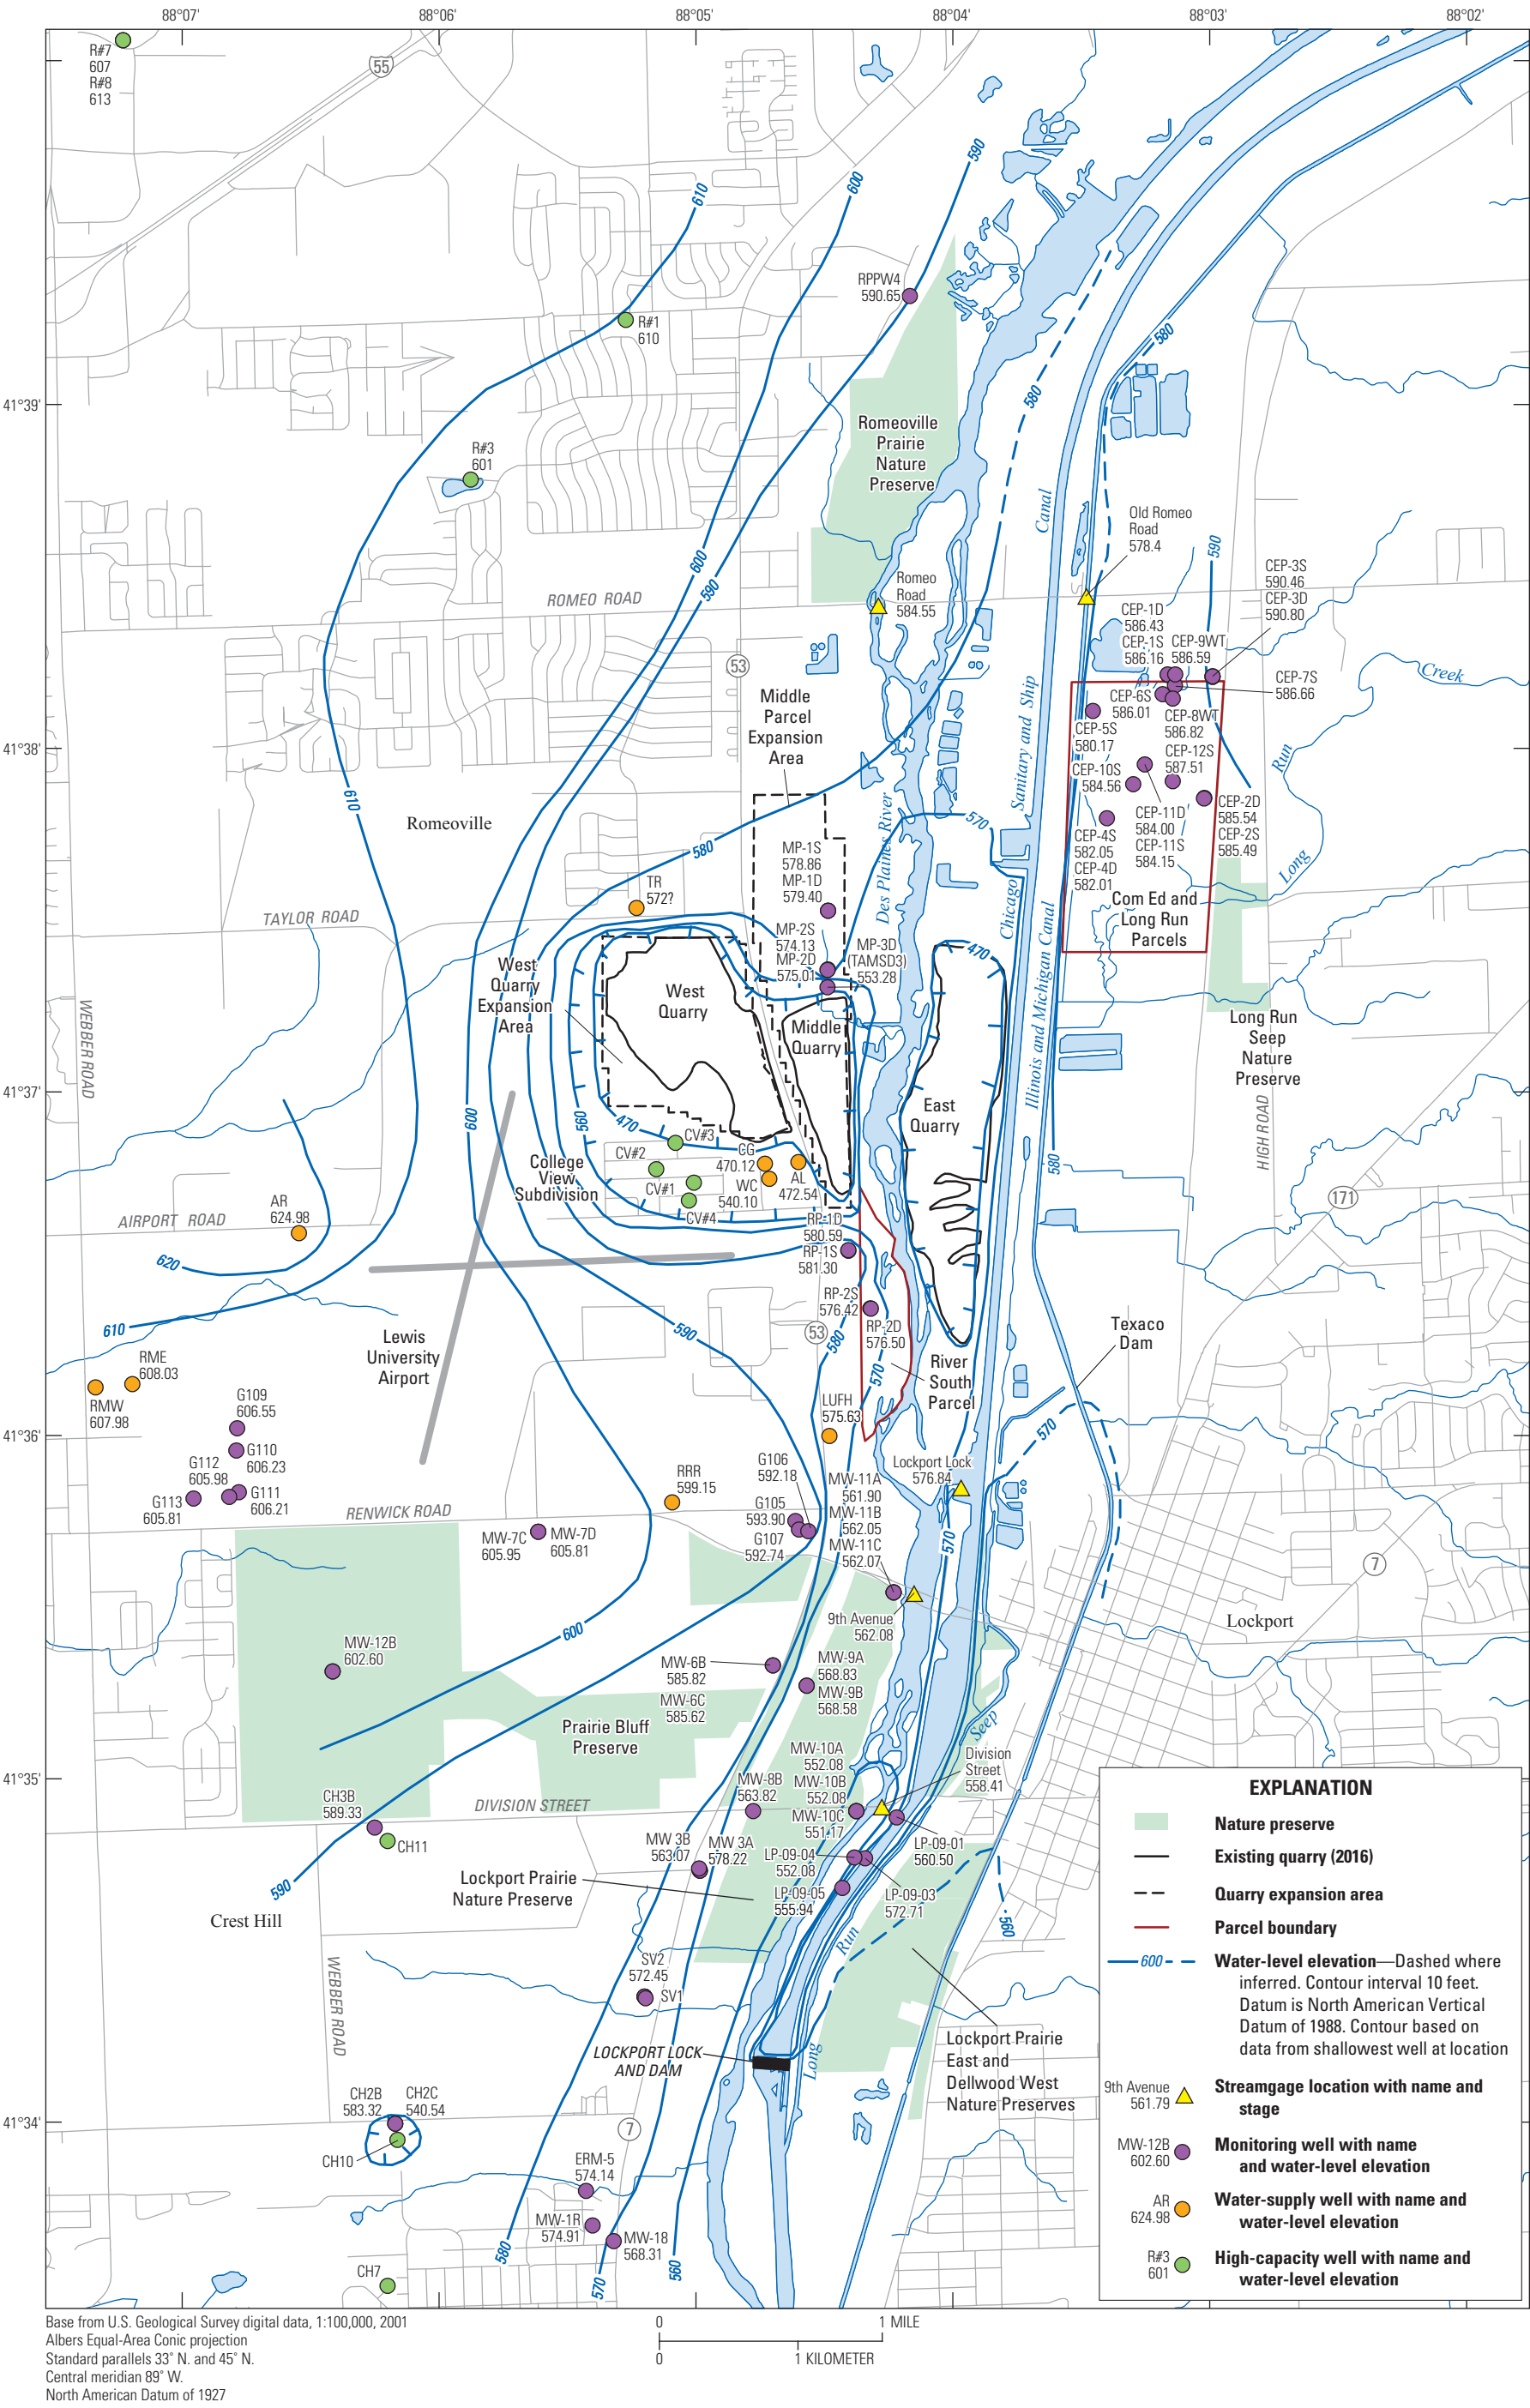 88°07'
88°06'
88°05'
88°04'
88°03'
88°02'
R#7
607
R#8
613
55
590
600
610
RPPW4
590.65
R#1
610
580
580
41°39'
Romeoville
Prairie
Nature
Preserve
R#3
601
Canal
Old Romeo
Road
578.4
590
CEP-3S
590.46
CEP-3D
590.80
600
590
ROMEO ROAD
Romeo
Road
584.55
CEP-1D
586.43
CEP-1S
586.16
CEP-9WT
586.59
53
Creek
CEP-7S
586.66
Middle
Parcel
Expansion
Area
Sanitary and Ship
CEP-6S
586.01
CEP-8WT
586.82
CEP-5S
580.17
41°38'
CEP-12S
587.51
Run
CEP-10S
584.56
610
Romeoville
Des Plaines River
570
CEP-11D
584.00
CEP-11S
584.15
CEP-2D
585.54
CEP-2S
585.49
CEP-4S
582.05
CEP-4D
582.01
580
MP-1S
578.86
MP-1D
579.40
Long
TR
572?
Chicago
Com Ed and
Long Run
Parcels
TAYLOR ROAD
MP-2S
574.13
MP-2D
575.01
MP-3D
(TAMSD3)
553.28
470
West
Quarry
Expansion
Area
West
Quarry
Middle
Quarry
Illinois and Michigan Canal
Long Run
Seep
Nature
Preserve
WEBBER ROAD
41°37'
600
560
470
East
Quarry
HIGH ROAD
CV#3
CV#2
CG
470.12
580
College
View
Subdivision
CV#1
WC
540.10
AL
472.54
171
AR
624.98
CV#4
AIRPORT ROAD
RP-1D
580.59
RP-1S
581.30
620
RP-2S
576.42
610
590
53
580
RP-2D
576.50
Texaco
Dam
Lewis
University
Airport
570
River
South
Parcel
RME
608.03
RMW
607.98
G109
606.55
LUFH
575.63
570
41°36'
G110
606.23
G112
605.98
G106
592.18
Lockport Lock
576.84
RRR
599.15
MW-11A
561.90
MW-11B
562.05
MW-11C
562.07
G113
605.81
G111
606.21
G105
593.90
RENWICK ROAD
MW-7C
605.95
MW-7D
605.81
G107
592.74
570
7
9th Avenue
562.08
Lockport
600
MW-12B
602.60
MW-6B
585.82
MW-9A
568.83
MW-9B
568.58
MW-6C
585.62
Prairie Bluff
Preserve
Seep
MW-10A
552.08
MW-10B
552.08
MW-10C
551.17
Division
Street
558.41
41°35'
MW-8B
563.82
CH3B
589.33
DIVISION STREET
CH11
MW 3B
563.07
MW 3A
578.22
LP-09-04
552.08
LP-09-01
560.50
590
Lockport Prairie
Nature Preserve
LP-09-05
555.94
LP-09-03
572.71
Crest Hill
560
Run
WEBBER ROAD
SV2
572.45
SV1
LOCKPORT LOCK
AND DAM
Long
Lockport Prairie
East and
Dellwood West
Nature Preserves
41°34'
CH2B
583.32
CH2C
540.54
7
CH10
ERM-5
574.14
MW-1R
574.91
MW-18
568.31
580
570
560
CH7
EXPLANATION
Nature preserve
Existing quarry (2016)
Quarry expansion area
Parcel boundary
600
Water-level elevation—Dashed where
inferred. Contour interval 10 feet.
Datum is North American Vertical
Datum of 1988. Contour based on
data from shallowest well at location
9th Avenue
561.79
Streamgage location with name and
stage
MW-12B
602.60
Monitoring well with name
and water-level elevation
AR
624.98
Water-supply well with name and
water-level elevation
R#3
601
High-capacity well with name and
water-level elevation
Base from U.S. Geological Survey digital data, 1:100,000, 2001
Albers Equal-Area Conic projection
Standard parallels 33° N. and 45° N.
Central meridian 89° W.
North American Datum of 1927
0
1 MILE
0
1 KILOMETER